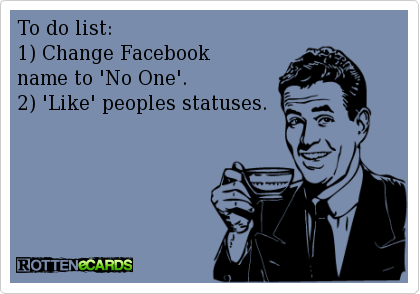 To do list:
1) Change Facebook
name to 'No One'.
2) 'Like' peoples statuses.
ROTTENeCARDS